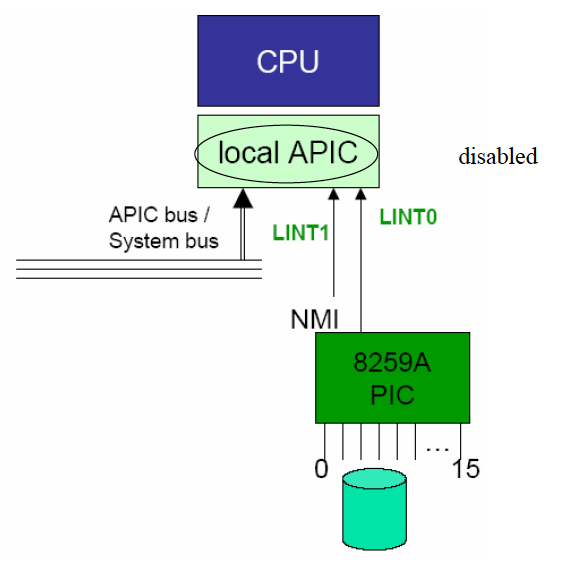 CPU
local APIC
disabled
APIC bus /
System bus
LINT1
LINT0
NMI
8259A
PIC
...
0
15